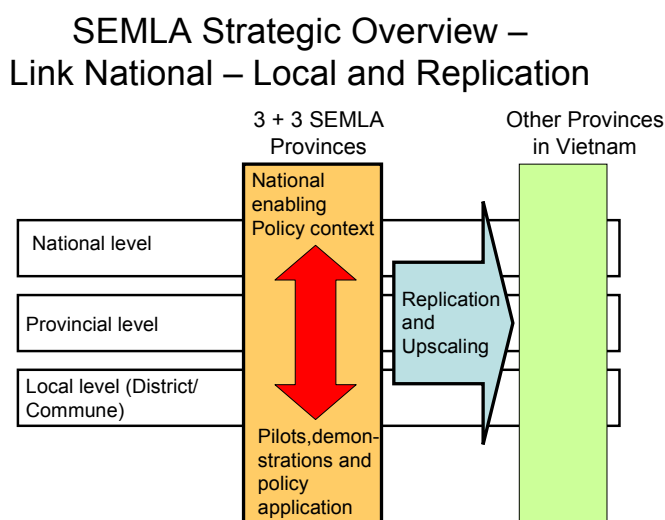 SEMLA Strategic Overview –
Link National – Local and Replication
3 + 3 SEMLA
Provinces
Other Provinces
in Vietnam
National
enabling
Policy context
National level
Provincial level
Replication
and
Upscaling
Local level (District/
Commune)
Pilots,demon-
strations and
policy
application